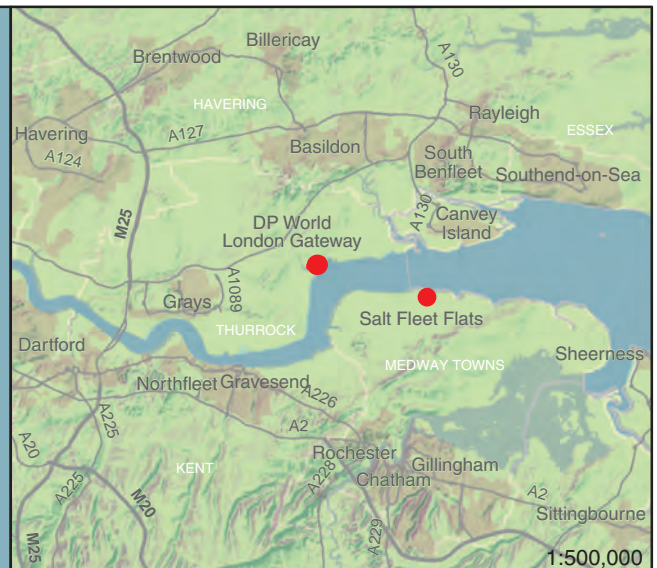 Billericay
Brentwood
A130
HAVERING
Rayleigh
ESSEX
Havering
A127
A124
Basildon
South
Benfleet
Southend-on-Sea
M25
DP World
London Gateway
A130
Canvey
Island
A1089
Grays
THURROCK
Salt Fleet Flats
Dartford
MEDWAY TOWNS
Sheerness
Northfleet
Gravesend
A226
A225
A2
A20
Rochester
Gillingham
KENT
A228
Chatham
A225
M20
A2
Sittingbourne
M25
A229
1:500,000